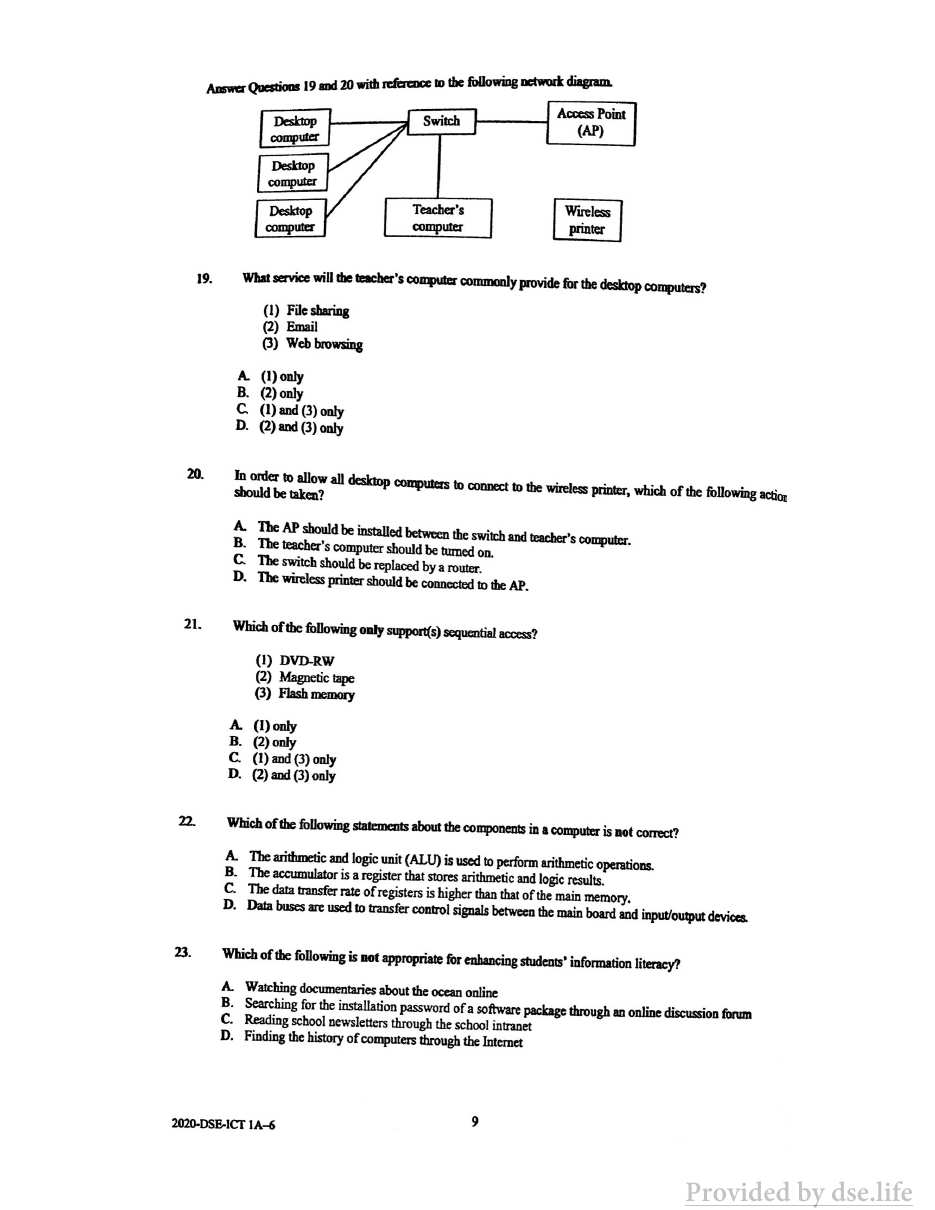 Answer Questions 19 and 20 with reference to the following network diagram.
Desktop
computer
Switch
Access Point
(AP)
Desktop
computer
Desktop
computer
Teacher's
computer
Wireless
printer
19. What service will the teacher's computer commonly provide for the desktop computers?
(1) File sharing
(2) Email
(3) Web browsing
A. (1) only
B. (2) only
C. (1) and (3) only
D. (2) and (3) only
20. In order to allow all desktop computers to connect to the wireless printer, which of the following action
should be taken?
A. The AP should be installed between the switch and teacher's computer.
B. The teacher's computer should be turned on.
C. The switch should be replaced by a router.
D. The wireless printer should be connected to the AP.
21. Which of the following only support(s) sequential access?
(1) DVD-RW
(2) Magnetic tape
(3) Flash memory
A. (1) only
B. (2) only
C. (1) and (3) only
D. (2) and (3) only
22. Which of the following statements about the components in a computer is not correct?
A. The arithmetic and logic unit (ALU) is used to perform arithmetic operations.
B. The accumulator is a register that stores arithmetic and logic results.
C. The data transfer rate of registers is higher than that of the main memory.
D. Data buses are used to transfer control signals between the main board and input/output devices.
23. Which of the following is not appropriate for enhancing students' information literacy?
A. Watching documentaries about the ocean online
B. Searching for the installation password of a software package through an online discussion forum
C. Reading school newsletters through the school intranet
D. Finding the history of computers through the Internet
2020-DSE-ICT 1A–6
9
Provided by dse.life